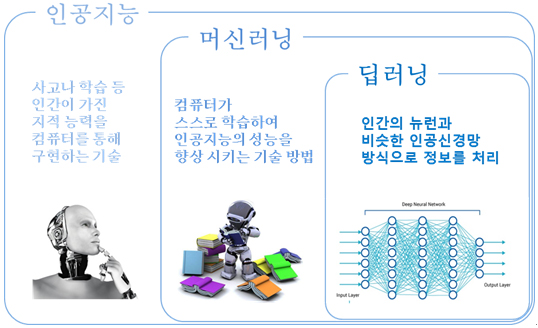 인공지능
사고나 학습 등
인간이 가진
지적 능력을
컴퓨터를 통해
구현하는 기술
머신러닝
컴퓨터가
스스로 학습하여
인공지능의 성능을
향상 시키는 기술 방법
딥러닝
인간의 뉴런과
비슷한 인공신경망
방식으로 정보를 처리
Deep Neural Network
Input Layer
Output Layer